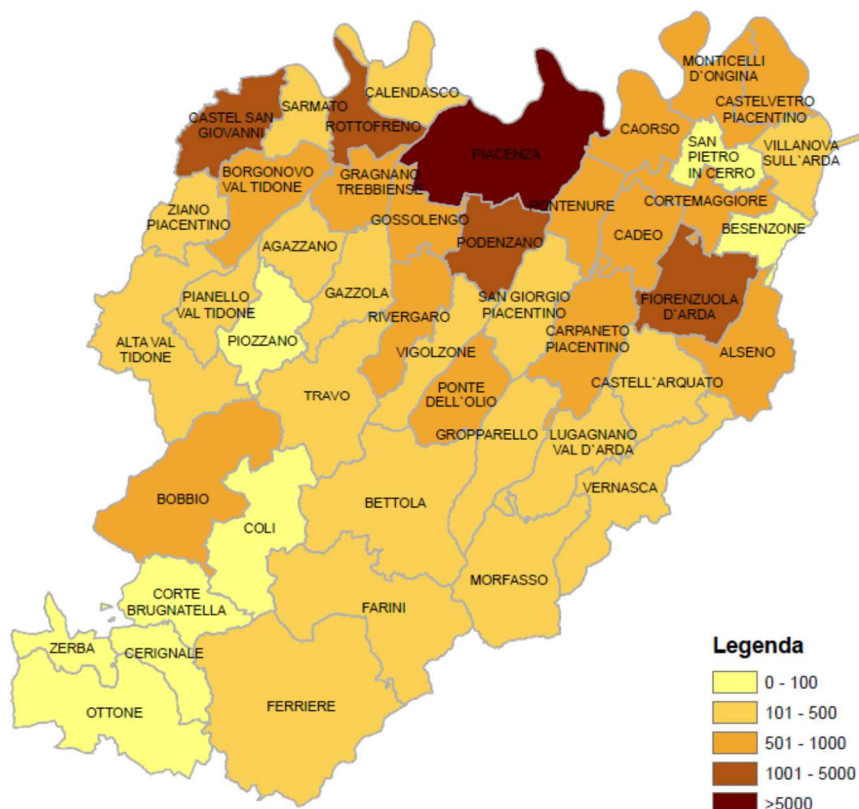 MONTICELLI
D'ONGINA
CALENDASCO
SARMATO
CASTEL SAN
GIOVANNI
ROTTOFRENO
CASTELVETRO
PIACENTINO
CAORSO
PIACENZA
SAN
PIETRO
IN CERRO
VILLANOVA
SULL'ARDA
BORGONOVO
VAL TIDONE
GRAGNANO
TREBBIENSE
ZIANO
PIACENTINO
GOSSOLENGO
PONTENURE
CORTEMAGGIORE
BESENZONE
PODENZANO
CADEO
AGAZZANO
PIANELLO
VAL TIDONE
GAZZOLA
SAN GIORGIO
PIACENTINO
FIORENZUOLA
D'ARDA
RIVERGARO
ALTA VAL
TIDONE
PIOZZANO
CARPANETO
PIACENTINO
VIGOLZONE
ALSENO
TRAVO
PONTE
DELL'OLIO
CASTELL'ARQUATO
GROPPARELLO
LUGAGNANO
VAL D'ARDA
VERNASCA
BOBBIO
BETTOLA
COLI
MORFASSO
CORTE
BRUGNATELLA
FARINI
ZERBA
CERIGNALE
OTTONE
FERRIERE
Legenda
0 - 100
101 - 500
501 - 1000
1001 - 5000
>5000